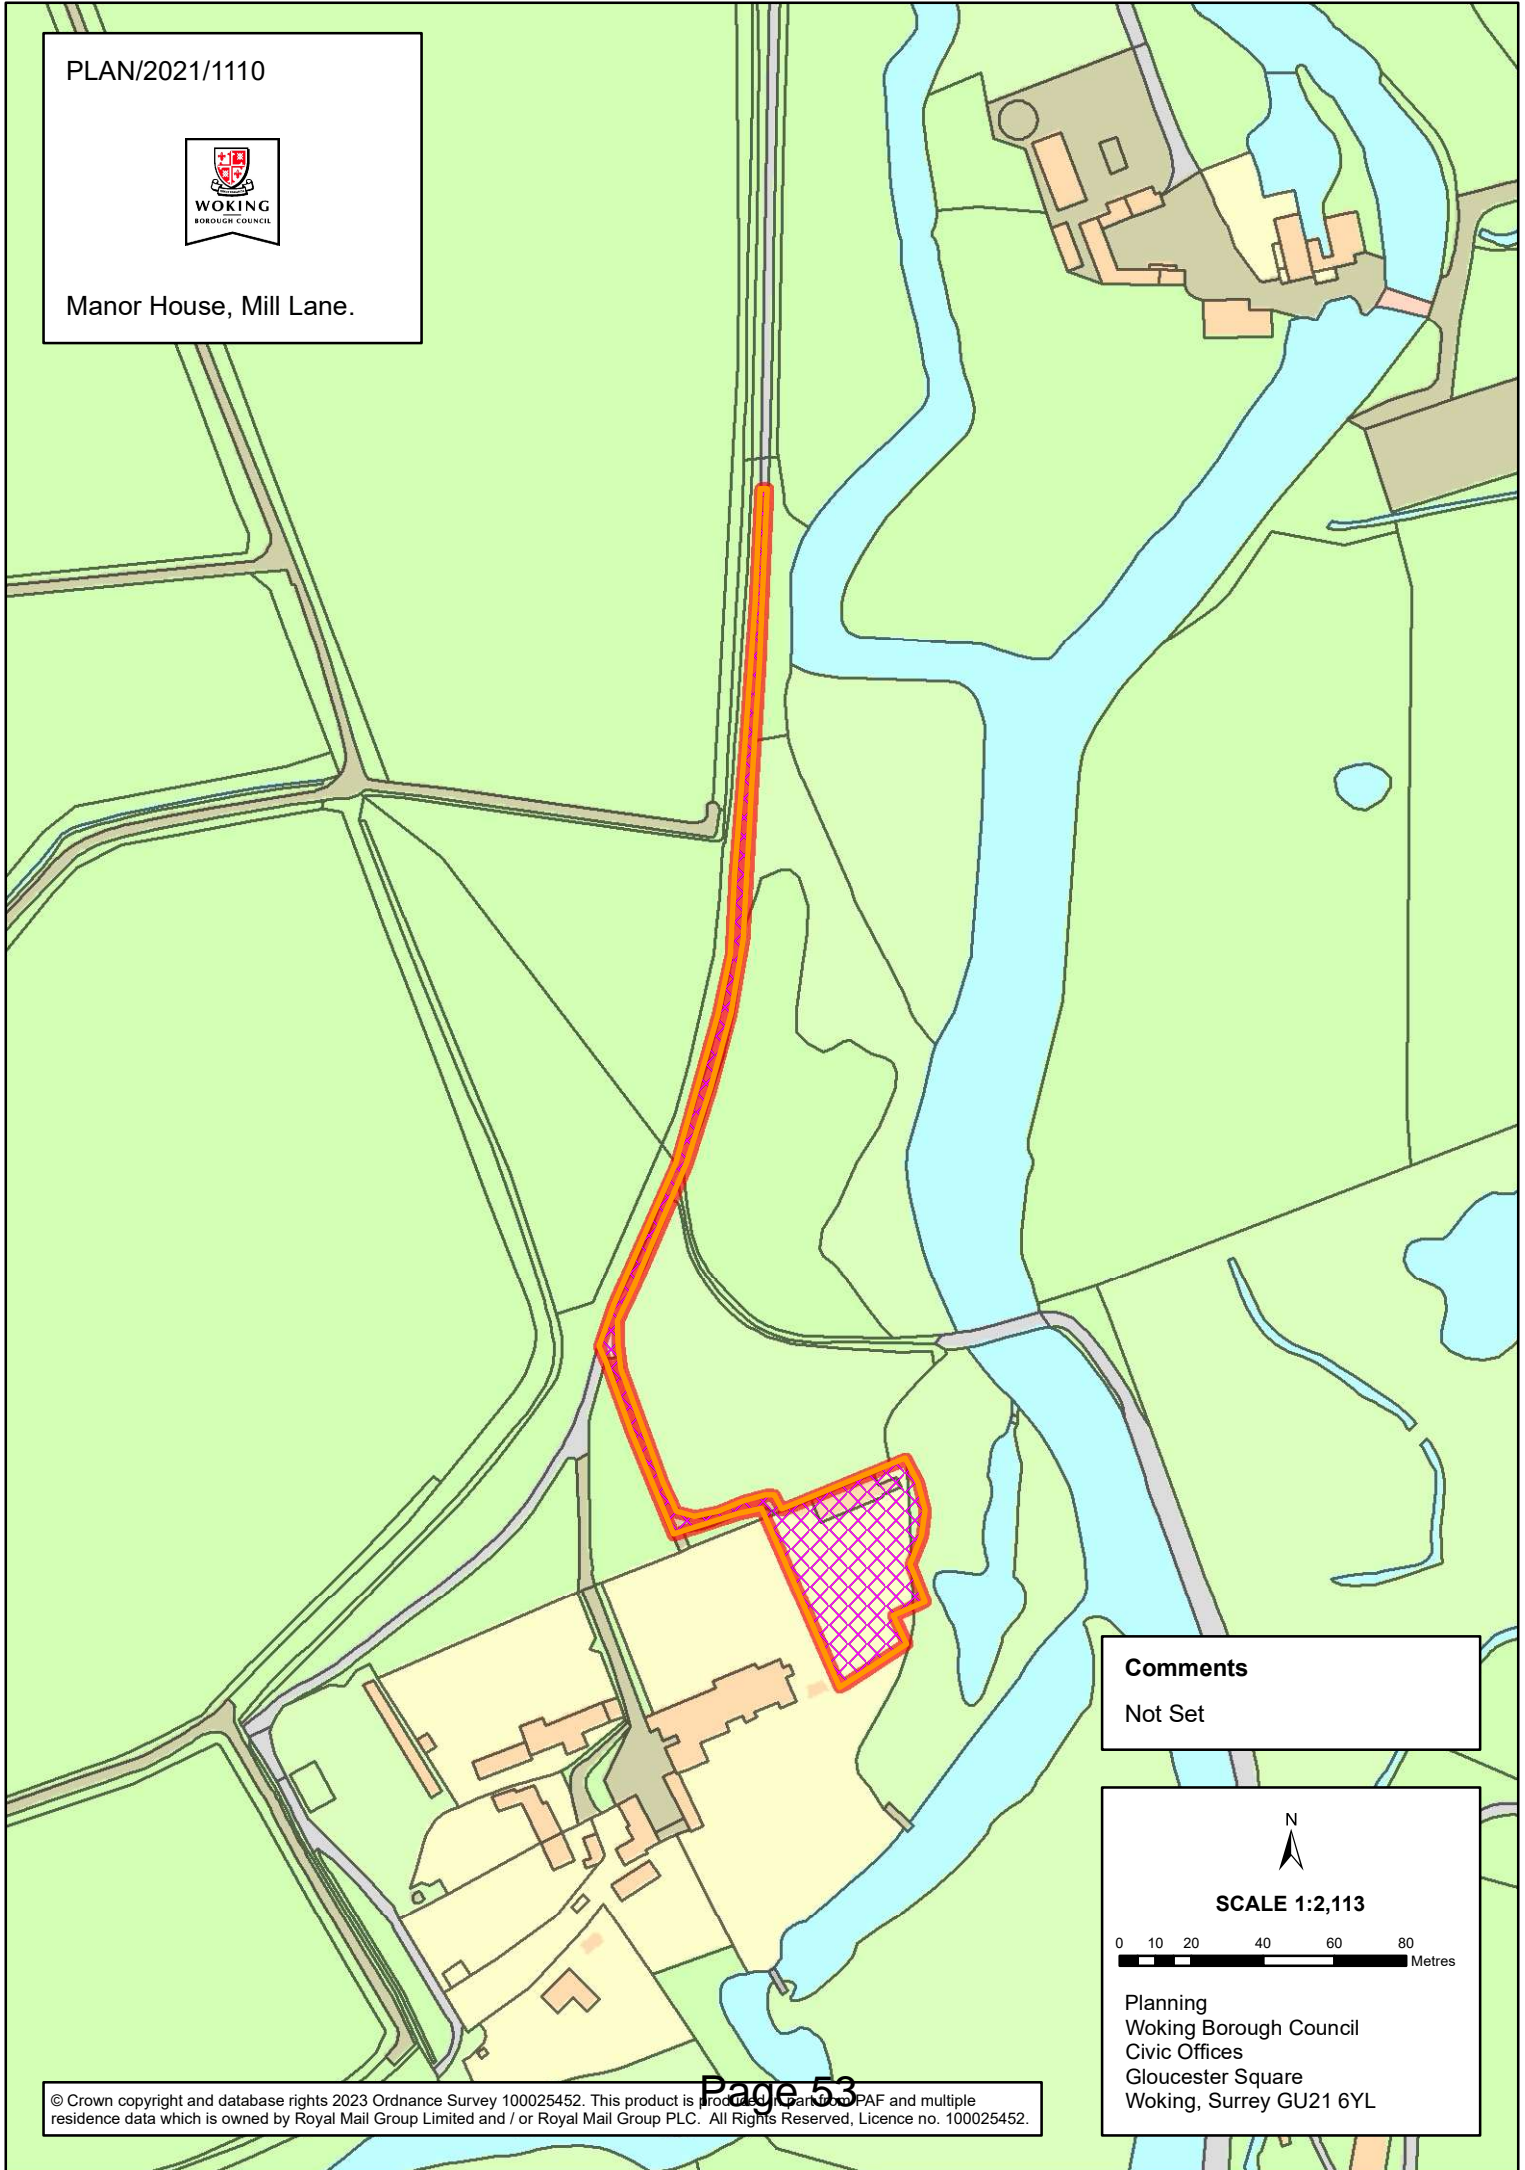 PLAN/2021/1110
WOKING
BOROUGH COUNCIL
Manor House, Mill Lane.
Comments
Not Set
N
SCALE 1:2,113
0 10 20 40 60 80
Metres
Planning
Woking Borough Council
Civic Offices
Gloucester Square
Woking, Surrey GU21 6YL
Page 53
© Crown copyright and database rights 2023 Ordnance Survey 100025452. This product is produced in part from PAF and multiple
residence data which is owned by Royal Mail Group Limited and / or Royal Mail Group PLC. All Rights Reserved, Licence no. 100025452.